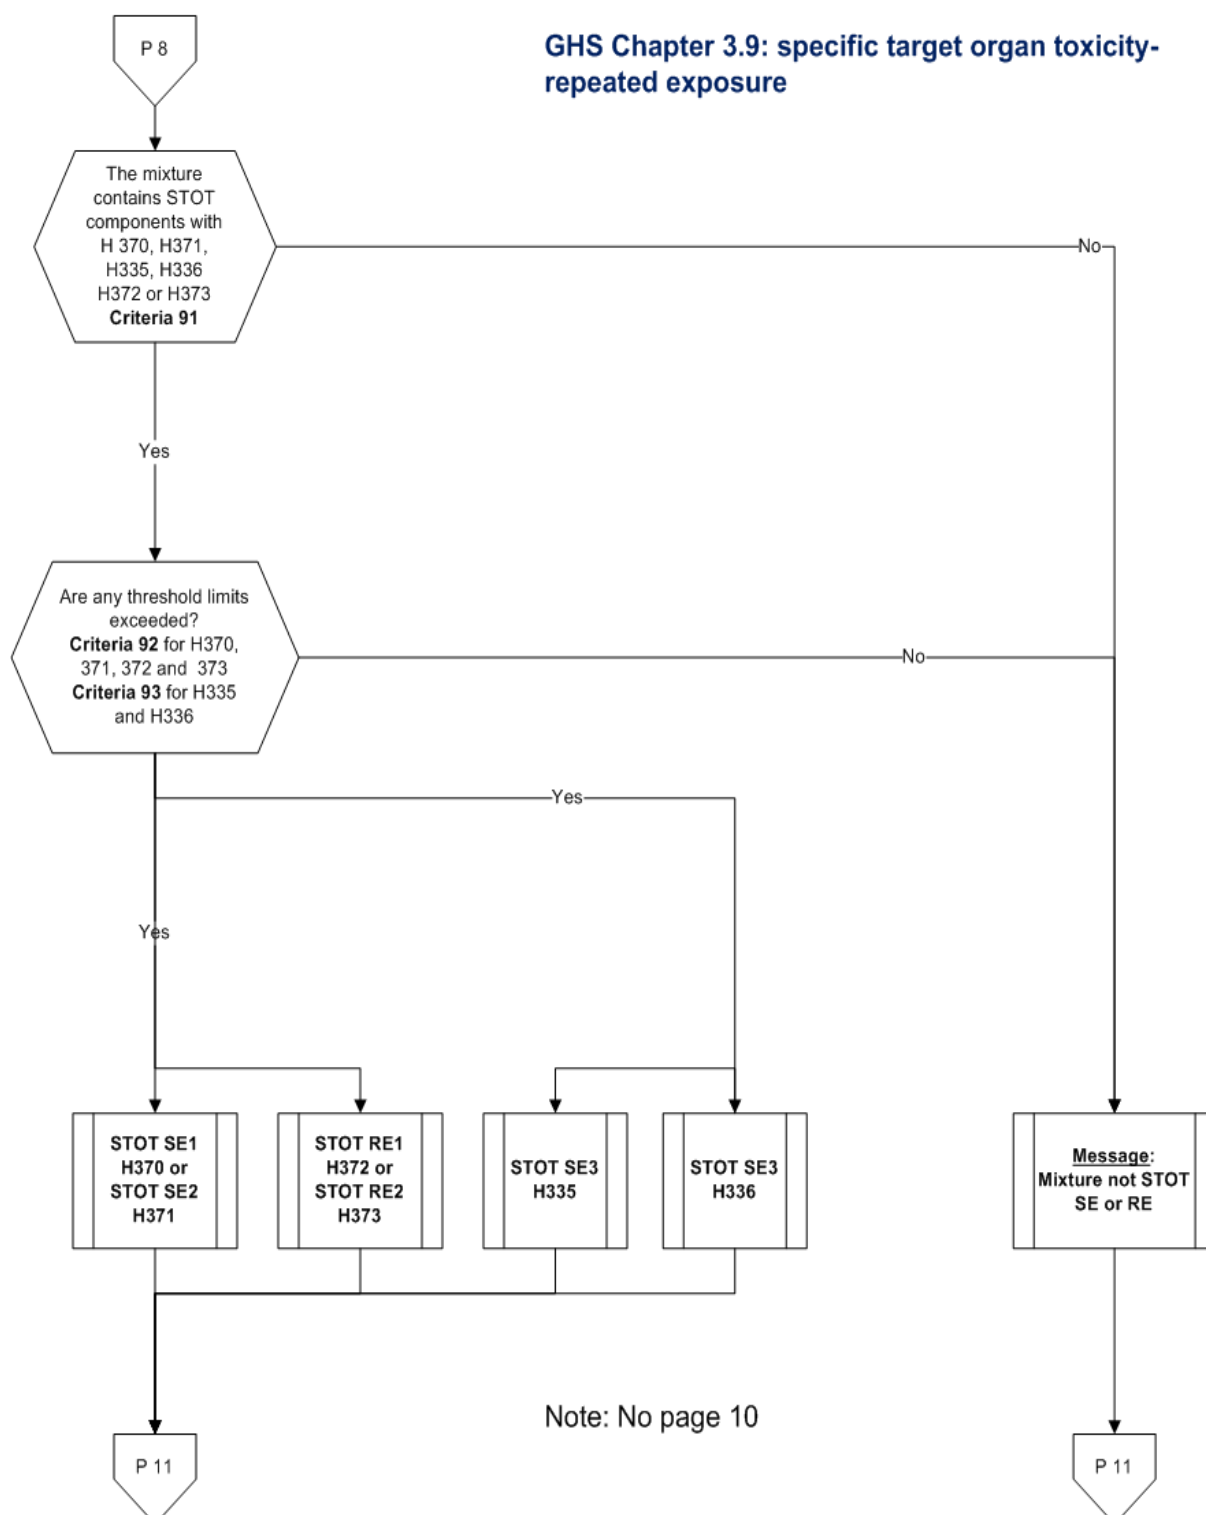 P 8
GHS Chapter 3.9: specific target organ toxicity-
repeated exposure
The mixture
contains STOT
components with
H 370, H371,
H335, H336
H372 or H373
Criteria 91
No
Yes
Are any threshold limits
exceeded?
Criteria 92 for H370,
371, 372 and 373
Criteria 93 for H335
and H336
No
Yes
Yes
STOT SE1
H370 or
STOT SE2
H371
STOT RE1
H372 or
STOT RE2
H373
STOT SE3
H335
STOT SE3
H336
Message:
Mixture not STOT
SE or RE
Note: No page 10
P 11
P 11